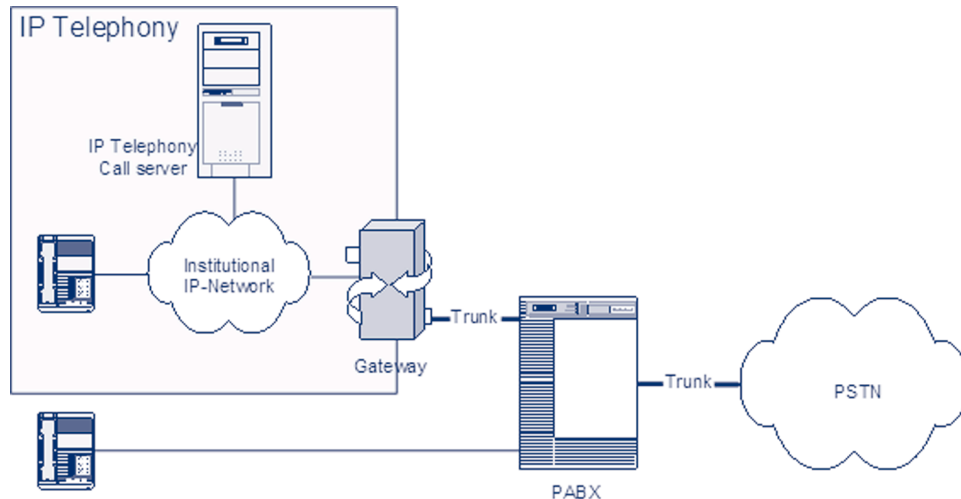 IP Telephony
IP Telephony
Call server
Institutional
IP-Network
Gateway
Trunk
Trunk
PSTN
PABX